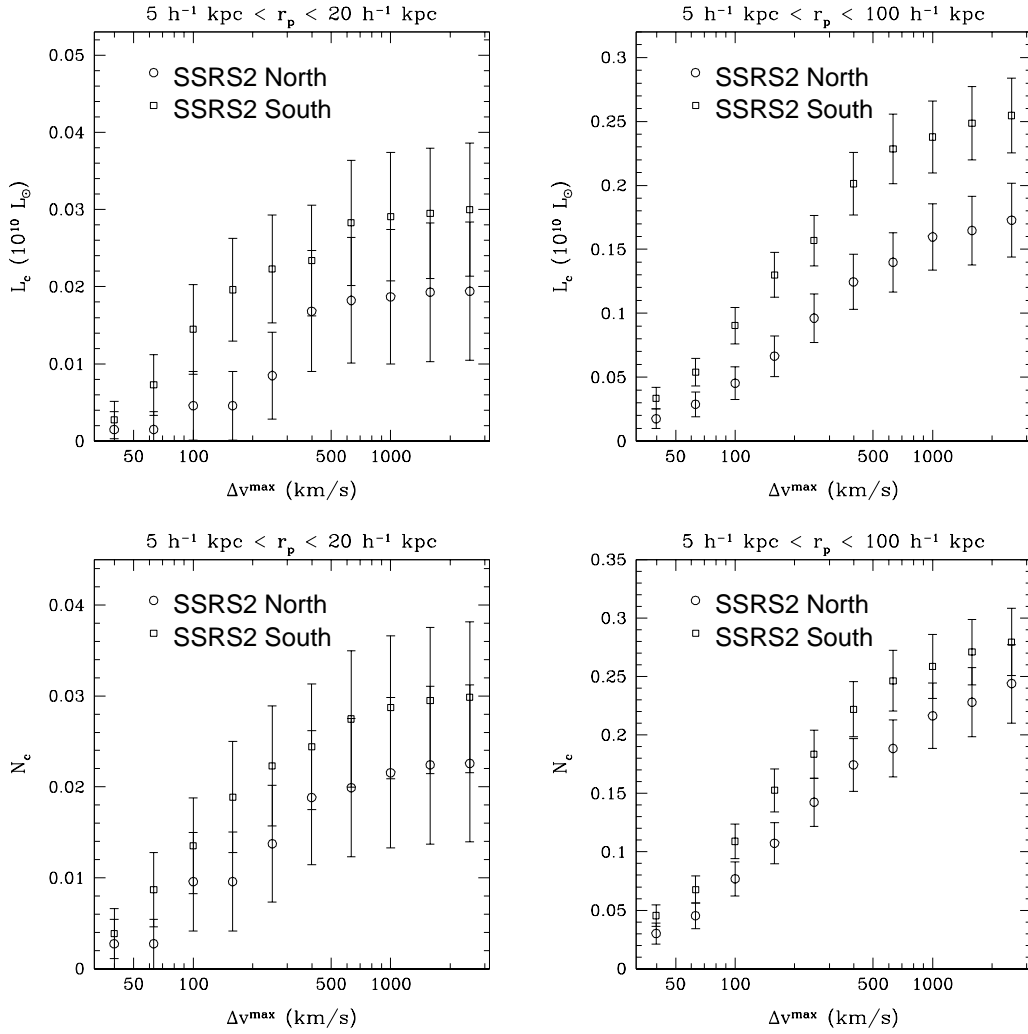 5 h⁻¹ kpc < rₚ < 20 h⁻¹ kpc
0.05
0.04
0.03
0.02
0.01
0
L_c (10¹⁰ L_⊙)
○ SSRS2 North
□ SSRS2 South
50 100 500 1000
Δv^max (km/s)
5 h⁻¹ kpc < rₚ < 100 h⁻¹ kpc
0.3
0.25
0.2
0.15
0.1
0.05
0
L_c (10¹⁰ L_⊙)
○ SSRS2 North
□ SSRS2 South
50 100 500 1000
Δv^max (km/s)
5 h⁻¹ kpc < rₚ < 20 h⁻¹ kpc
0.04
0.03
0.02
0.01
0
N_c
○ SSRS2 North
□ SSRS2 South
50 100 500 1000
Δv^max (km/s)
5 h⁻¹ kpc < rₚ < 100 h⁻¹ kpc
0.35
0.3
0.25
0.2
0.15
0.1
0.05
0
N_c
○ SSRS2 North
□ SSRS2 South
50 100 500 1000
Δv^max (km/s)